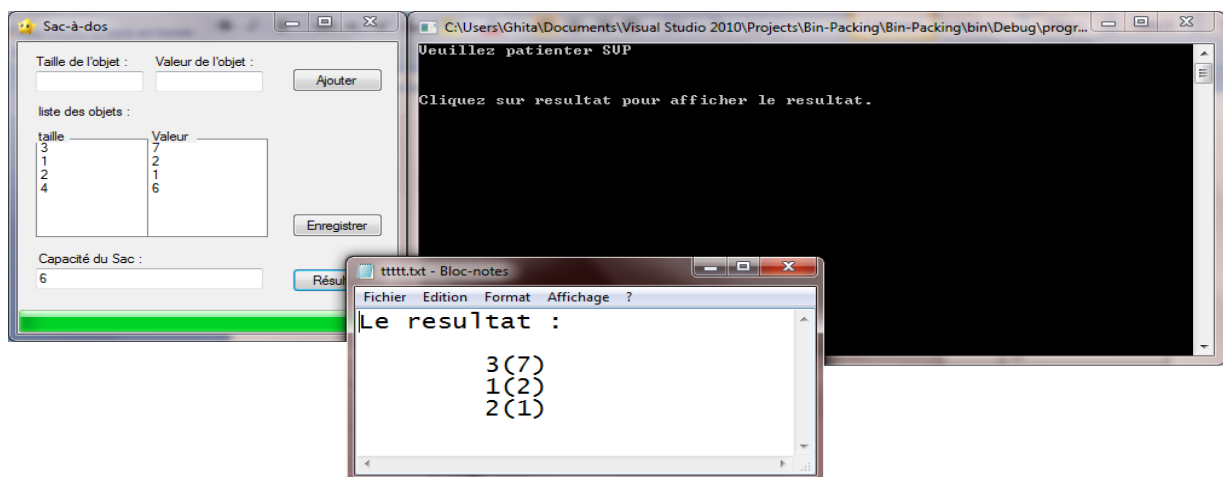 Sac-à-dos
Taille de l'objet : Valeur de l'objet :
Ajouter
liste des objets :
taille Valeur
3 7
1 2
2 1
4 6
Enregistrer
Capacité du Sac :
6
C:\Users\Ghita\Documents\Visual Studio 2010\Projects\Bin-Packing\Bin-Packing\bin\Debug\progr...
Veuillez patienter SVP
Cliquez sur resultat pour afficher le resultat.
ttttt.txt - Bloc-notes
Fichier Edition Format Affichage ?
Le resultat :
3(7)
1(2)
2(1)